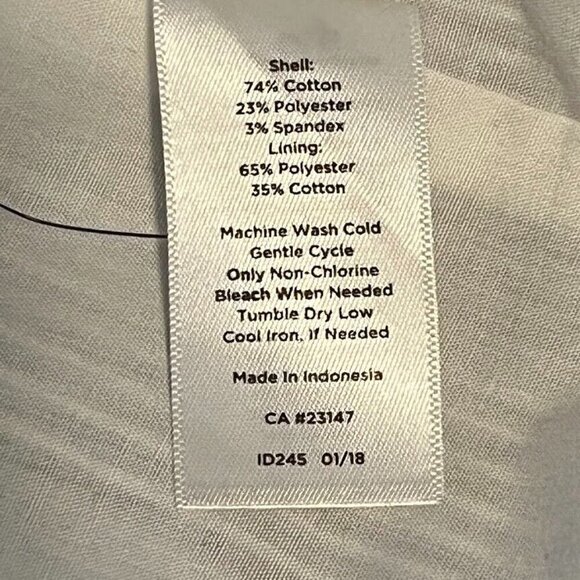 Shell:
74% Cotton
23% Polyester
3% Spandex
Lining:
65% Polyester
35% Cotton
Machine Wash Cold
Gentle Cycle
Only Non-Chlorine
Bleach When Needed
Tumble Dry Low
Cool Iron, If Needed
Made In Indonesia
CA #23147
ID245 01/18